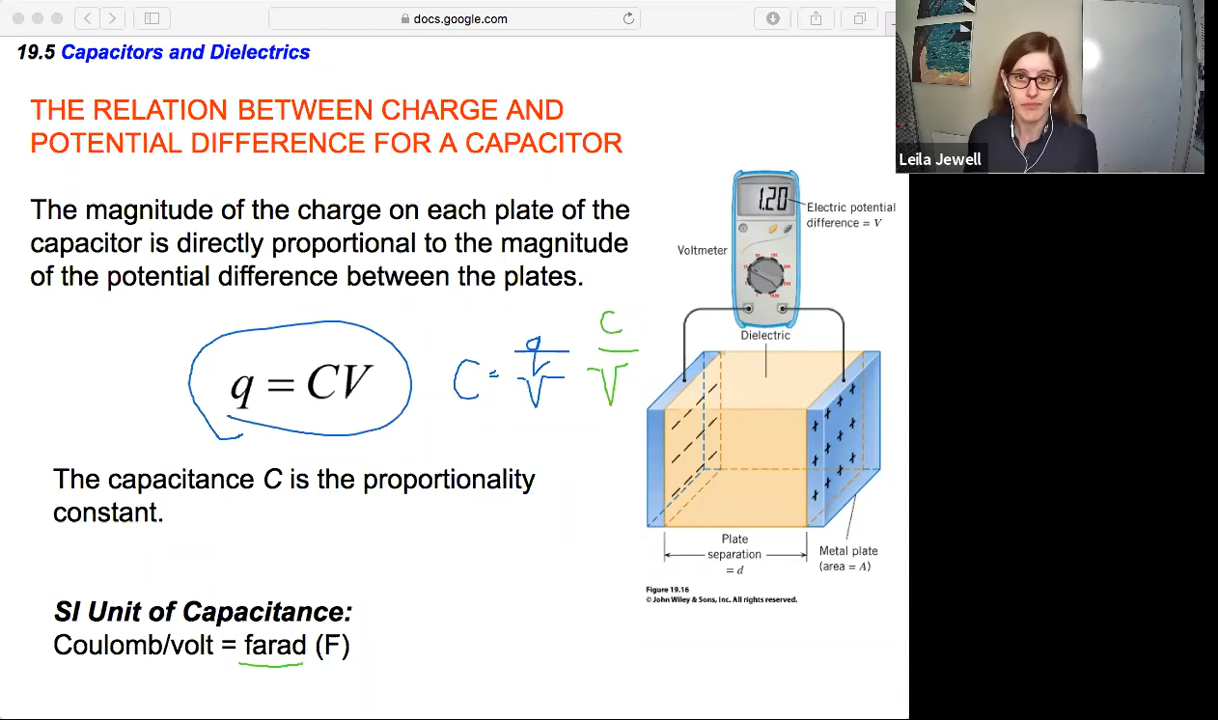 docs.google.com
19.5 Capacitors and Dielectrics
THE RELATION BETWEEN CHARGE AND
POTENTIAL DIFFERENCE FOR A CAPACITOR
The magnitude of the charge on each plate of the
capacitor is directly proportional to the magnitude
of the potential difference between the plates.
q = CV
C = q
V
C
V
The capacitance C is the proportionality
constant.
SI Unit of Capacitance:
Coulomb/volt = farad (F)
1.20
Electric potential
difference = V
Voltmeter
Dielectric
Plate
separation
= d
Metal plate
(area = A)
Figure 19.16
© John Wiley & Sons, Inc. All rights reserved.
Leila Jewell